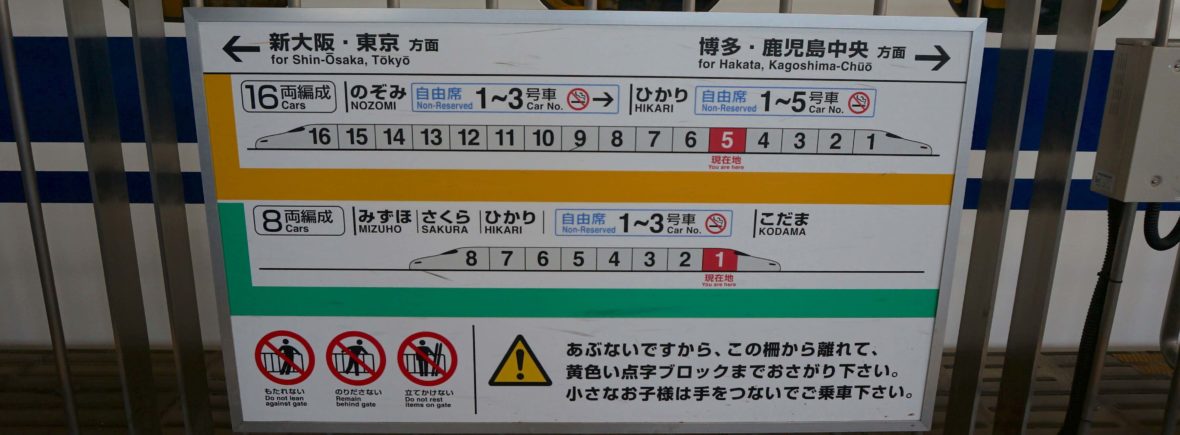 ← 新大阪・東京 方面
for Shin-Ōsaka, Tōkyō
博多・鹿児島中央 方面 →
for Hakata, Kagoshima-Chūō
16両編成
Cars
のぞみ
NOZOMI
自由席
Non-Reserved
1~3号車
Car No.
→
ひかり
HIKARI
自由席
Non-Reserved
1~5号車
Car No.
16 15 14 13 12 11 10 9 8 7 6 5 4 3 2 1
現在地
You are here
8両編成
Cars
みずほ
MIZUHO
さくら
SAKURA
ひかり
HIKARI
自由席
Non-Reserved
1~3号車
Car No.
こだま
KODAMA
8 7 6 5 4 3 2 1
現在地
You are here
もたれない
Do not lean
against gate
のりださない
Remain
behind gate
立てかけない
Do not rest
items on gate
あぶないですから、この柵から離れて、
黄色い点字ブロックまでおさがり下さい。
小さなお子様は手をつないでご乗車下さい。